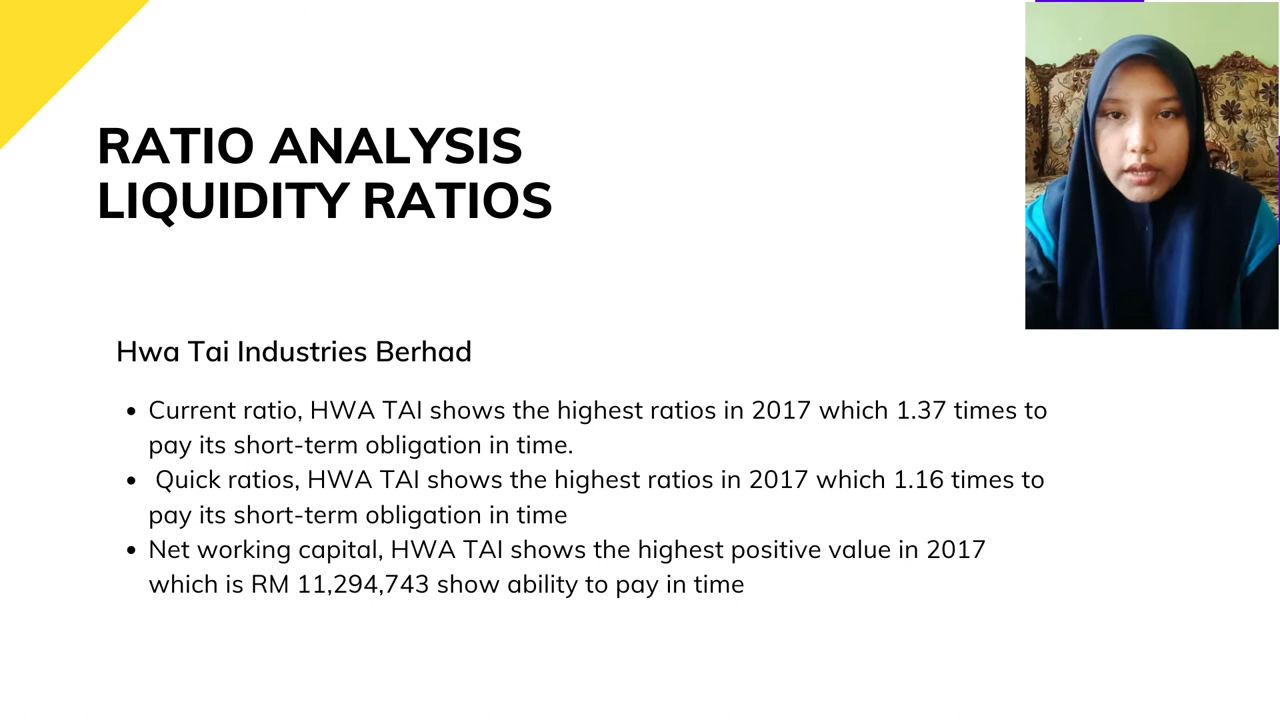 RATIO ANALYSIS
LIQUIDITY RATIOS
Hwa Tai Industries Berhad
• Current ratio, HWA TAI shows the highest ratios in 2017 which 1.37 times to
pay its short-term obligation in time.
• Quick ratios, HWA TAI shows the highest ratios in 2017 which 1.16 times to
pay its short-term obligation in time
• Net working capital, HWA TAI shows the highest positive value in 2017
which is RM 11,294,743 show ability to pay in time